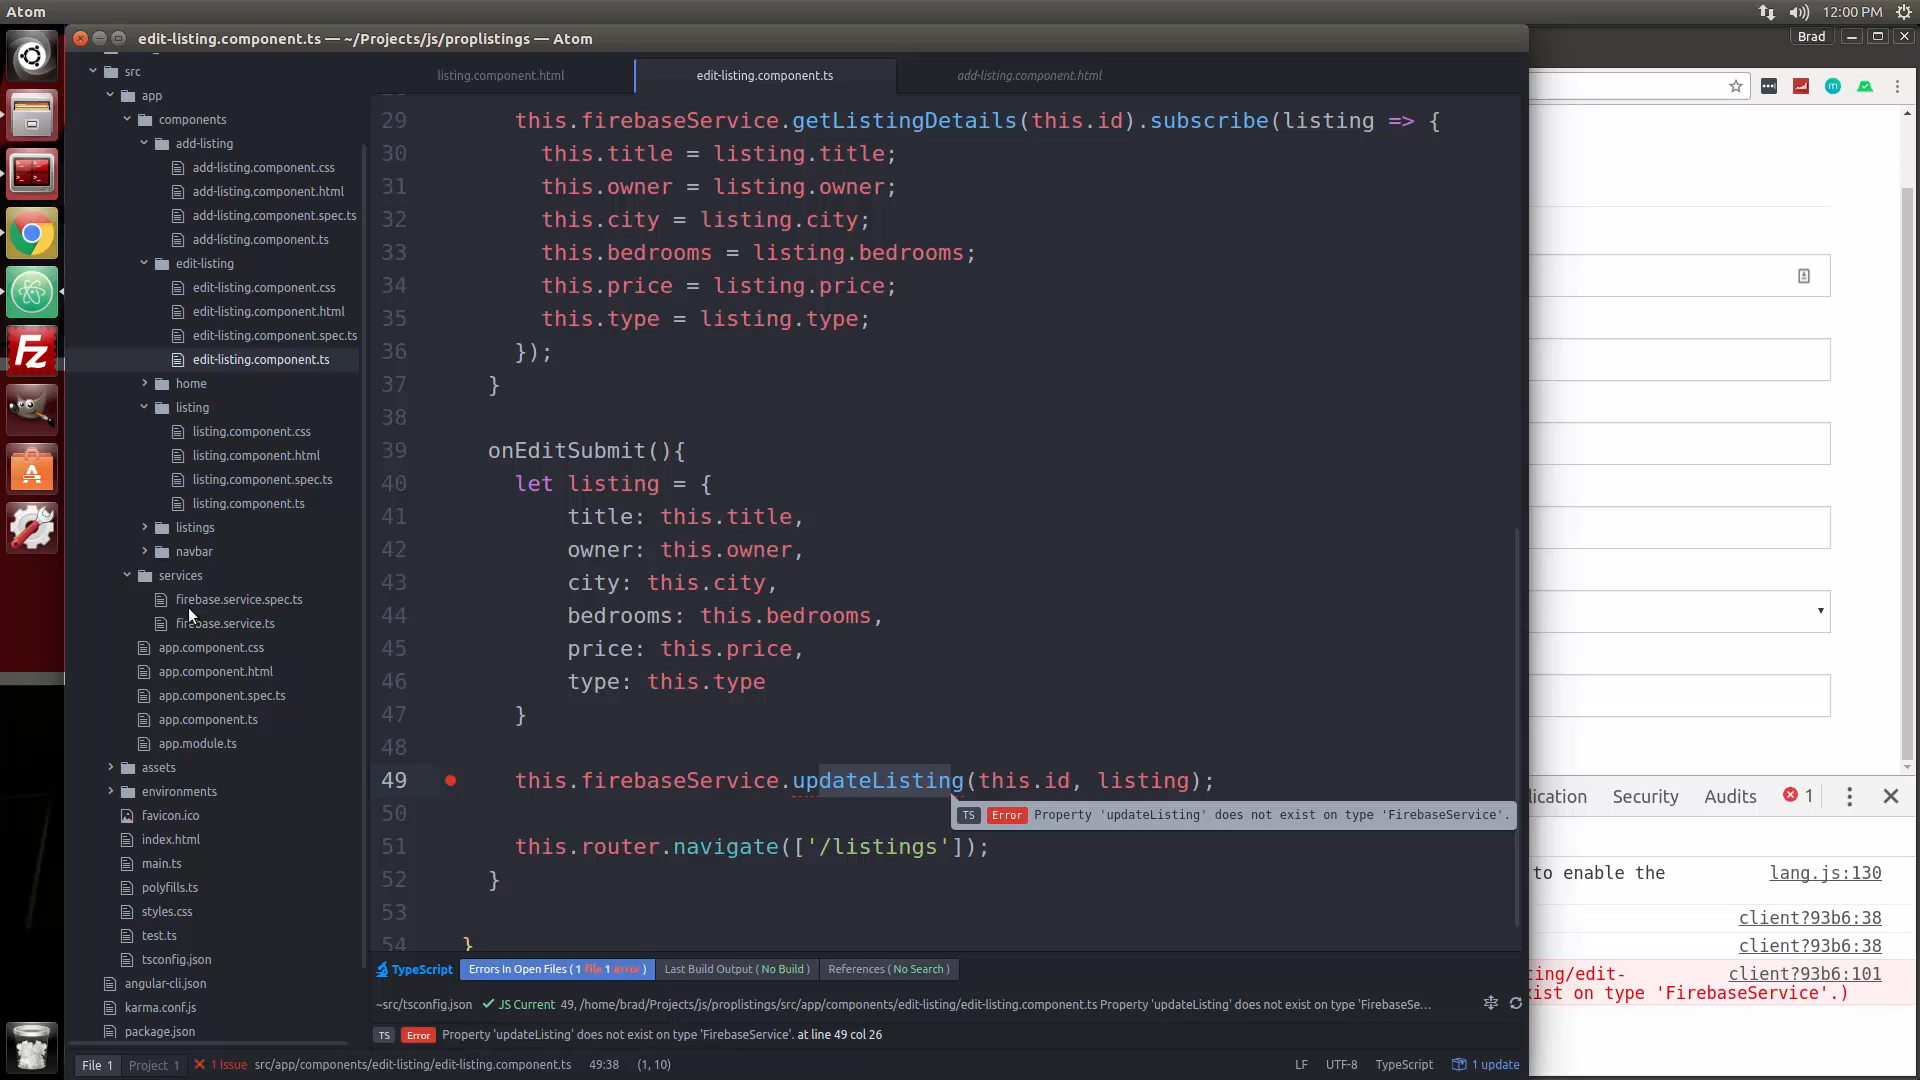 Atom
12:00 PM
edit-listing.component.ts — ~/Projects/js/proplistings — Atom
Brad
src
app
components
add-listing
add-listing.component.css
add-listing.component.html
add-listing.component.spec.ts
add-listing.component.ts
edit-listing
edit-listing.component.css
edit-listing.component.html
edit-listing.component.spec.ts
edit-listing.component.ts
home
listing
listing.component.css
listing.component.html
listing.component.spec.ts
listing.component.ts
listings
navbar
services
firebase.service.spec.ts
firebase.service.ts
app.component.css
app.component.html
app.component.spec.ts
app.component.ts
app.module.ts
assets
environments
favicon.ico
index.html
main.ts
polyfills.ts
styles.css
test.ts
tsconfig.json
angular-cli.json
karma.conf.js
package.json
listing.component.html
edit-listing.component.ts
add-listing.component.html
29 this.firebaseService.getListingDetails(this.id).subscribe(listing => {
30 this.title = listing.title;
31 this.owner = listing.owner;
32 this.city = listing.city;
33 this.bedrooms = listing.bedrooms;
34 this.price = listing.price;
35 this.type = listing.type;
36 });
37 }
38
39 onEditSubmit(){
40 let listing = {
41 title: this.title,
42 owner: this.owner,
43 city: this.city,
44 bedrooms: this.bedrooms,
45 price: this.price,
46 type: this.type
47 }
48
49 this.firebaseService.updateListing(this.id, listing);
50
TS Error Property 'updateListing' does not exist on type 'FirebaseService'.
51 this.router.navigate(['/listings']);
52 }
53
54 }
TypeScript Errors In Open Files ( 1 file 1 error ) Last Build Output ( No Build ) References ( No Search )
~src/tsconfig.json JS Current 49, /home/brad/Projects/js/proplistings/src/app/components/edit-listing/edit-listing.component.ts Property 'updateListing' does not exist on type 'FirebaseSe...
TS Error Property 'updateListing' does not exist on type 'FirebaseService'. at line 49 col 26
File 1 Project 1 1 Issue src/app/components/edit-listing/edit-listing.component.ts 49:38 (1, 10) LF UTF-8 TypeScript 1 update
lication Security Audits 1
to enable the lang.js:130
client?93b6:38
client?93b6:38
ting/edit- client?93b6:101
ist on type 'FirebaseService'.)